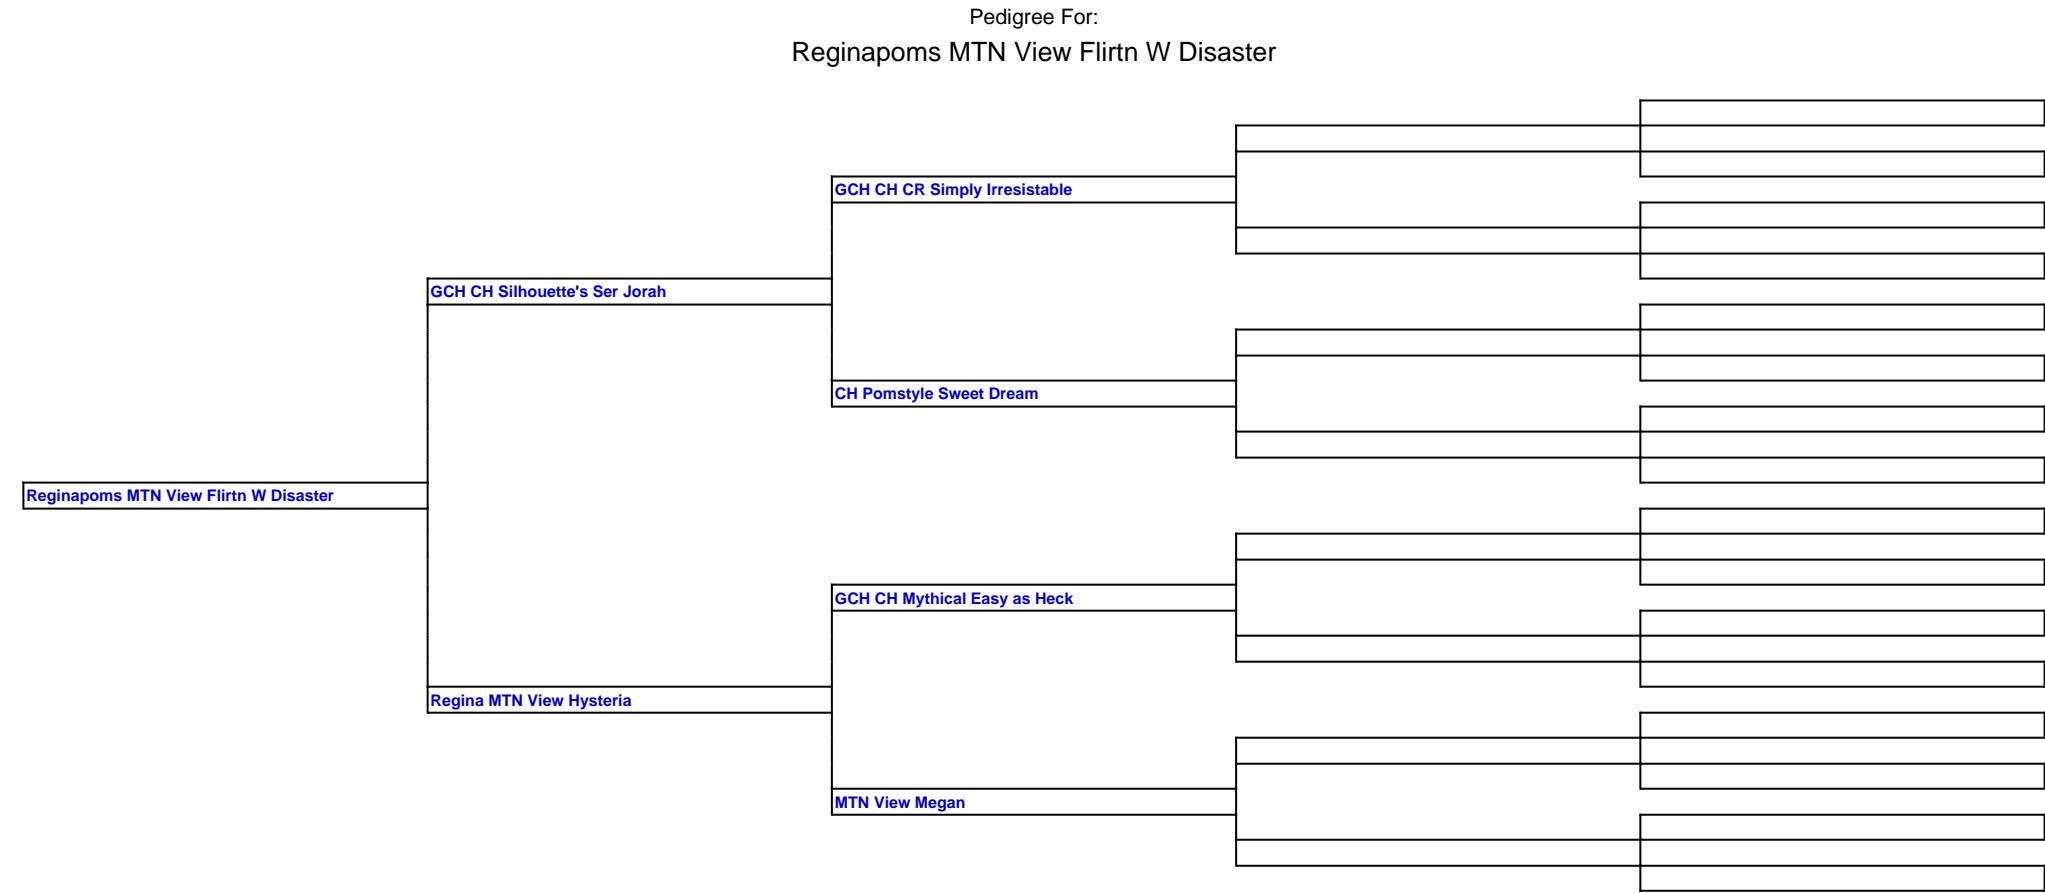 Pedigree For:
Reginapoms MTN View Flirtn W Disaster
GCH CH CR Simply Irresistable
GCH CH Silhouette's Ser Jorah
CH Pomstyle Sweet Dream
Reginapoms MTN View Flirtn W Disaster
GCH CH Mythical Easy as Heck
Regina MTN View Hysteria
MTN View Megan